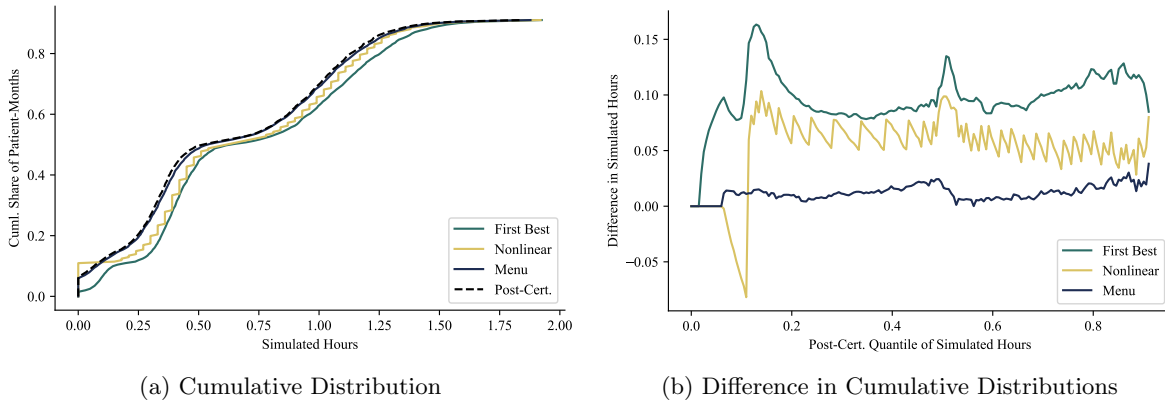 Cuml. Share of Patient-Months
0.8
0.6
0.4
0.2
0.0
0.00 0.25 0.50 0.75 1.00 1.25 1.50 1.75 2.00
Simulated Hours
First Best
Nonlinear
Menu
Post-Cert.
(a) Cumulative Distribution
Difference in Simulated Hours
0.15
0.10
0.05
0.00
−0.05
0.0 0.2 0.4 0.6 0.8
Post-Cert. Quantile of Simulated Hours
First Best
Nonlinear
Menu
(b) Difference in Cumulative Distributions